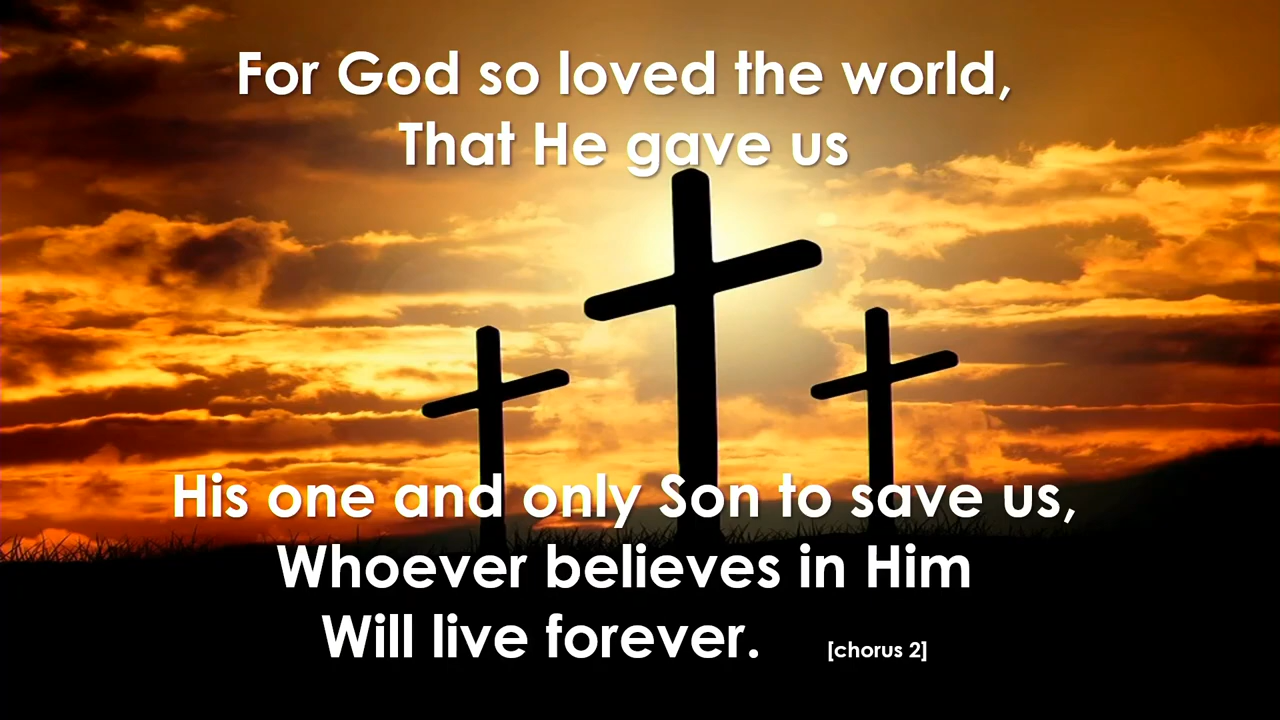 For God so loved the world,
That He gave us
His one and only Son to save us,
Whoever believes in Him
Will live forever. [chorus 2]